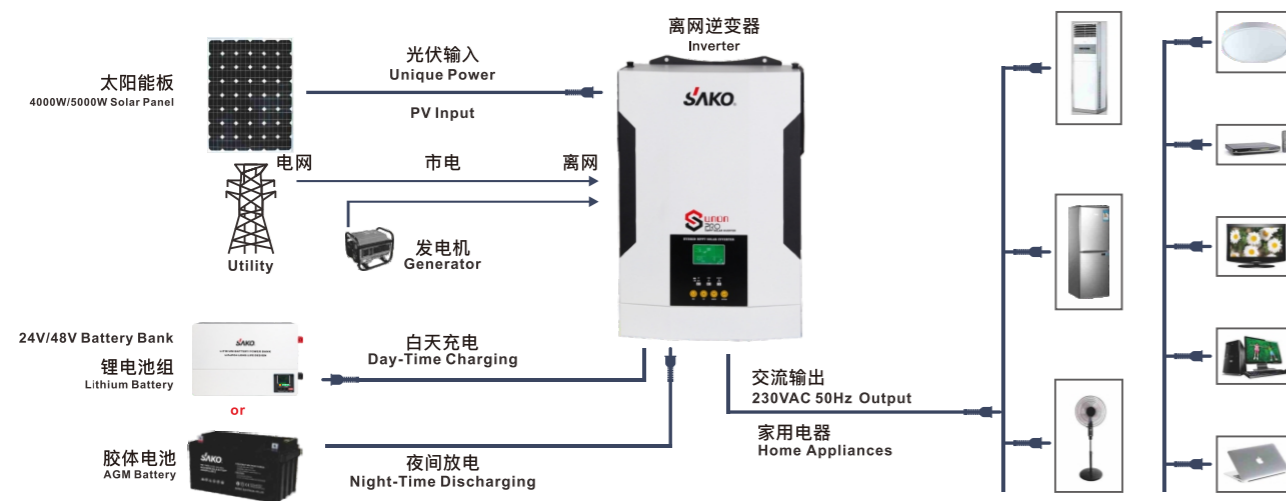 离网逆变器
Inverter
太阳能板
4000W/5000W Solar Panel
光伏输入
Unique Power
PV Input
SAKO
电网
市电
离网
发电机
Generator
Utility
24V/48V Battery Bank
锂电池组
Lithium Battery
SAKO
or
胶体电池
AGM Battery
SAKO
白天充电
Day-Time Charging
夜间放电
Night-Time Discharging
交流输出
230VAC 50Hz Output
家用电器
Home Appliances